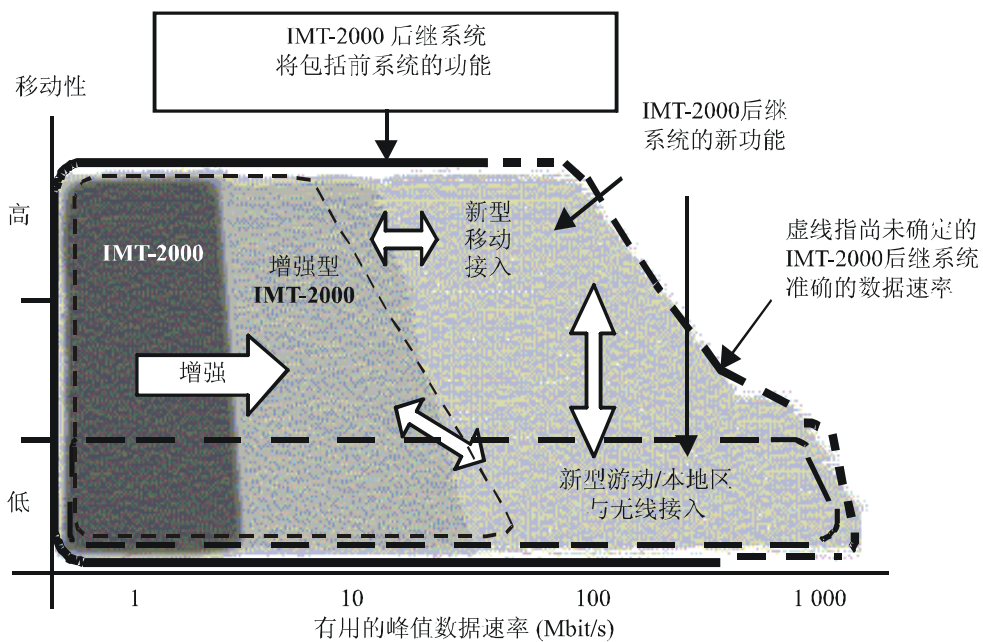 IMT-2000 后继系统
将包括前系统的功能
移动性
IMT-2000后继
系统的新功能
高
新型
移动
接入
虚线指尚未确定的
IMT-2000后继系统
准确的数据速率
IMT-2000
增强型
IMT-2000
增强
低
新型游动/本地区
与无线接入
1
10
100
1 000
有用的峰值数据速率 (Mbit/s)